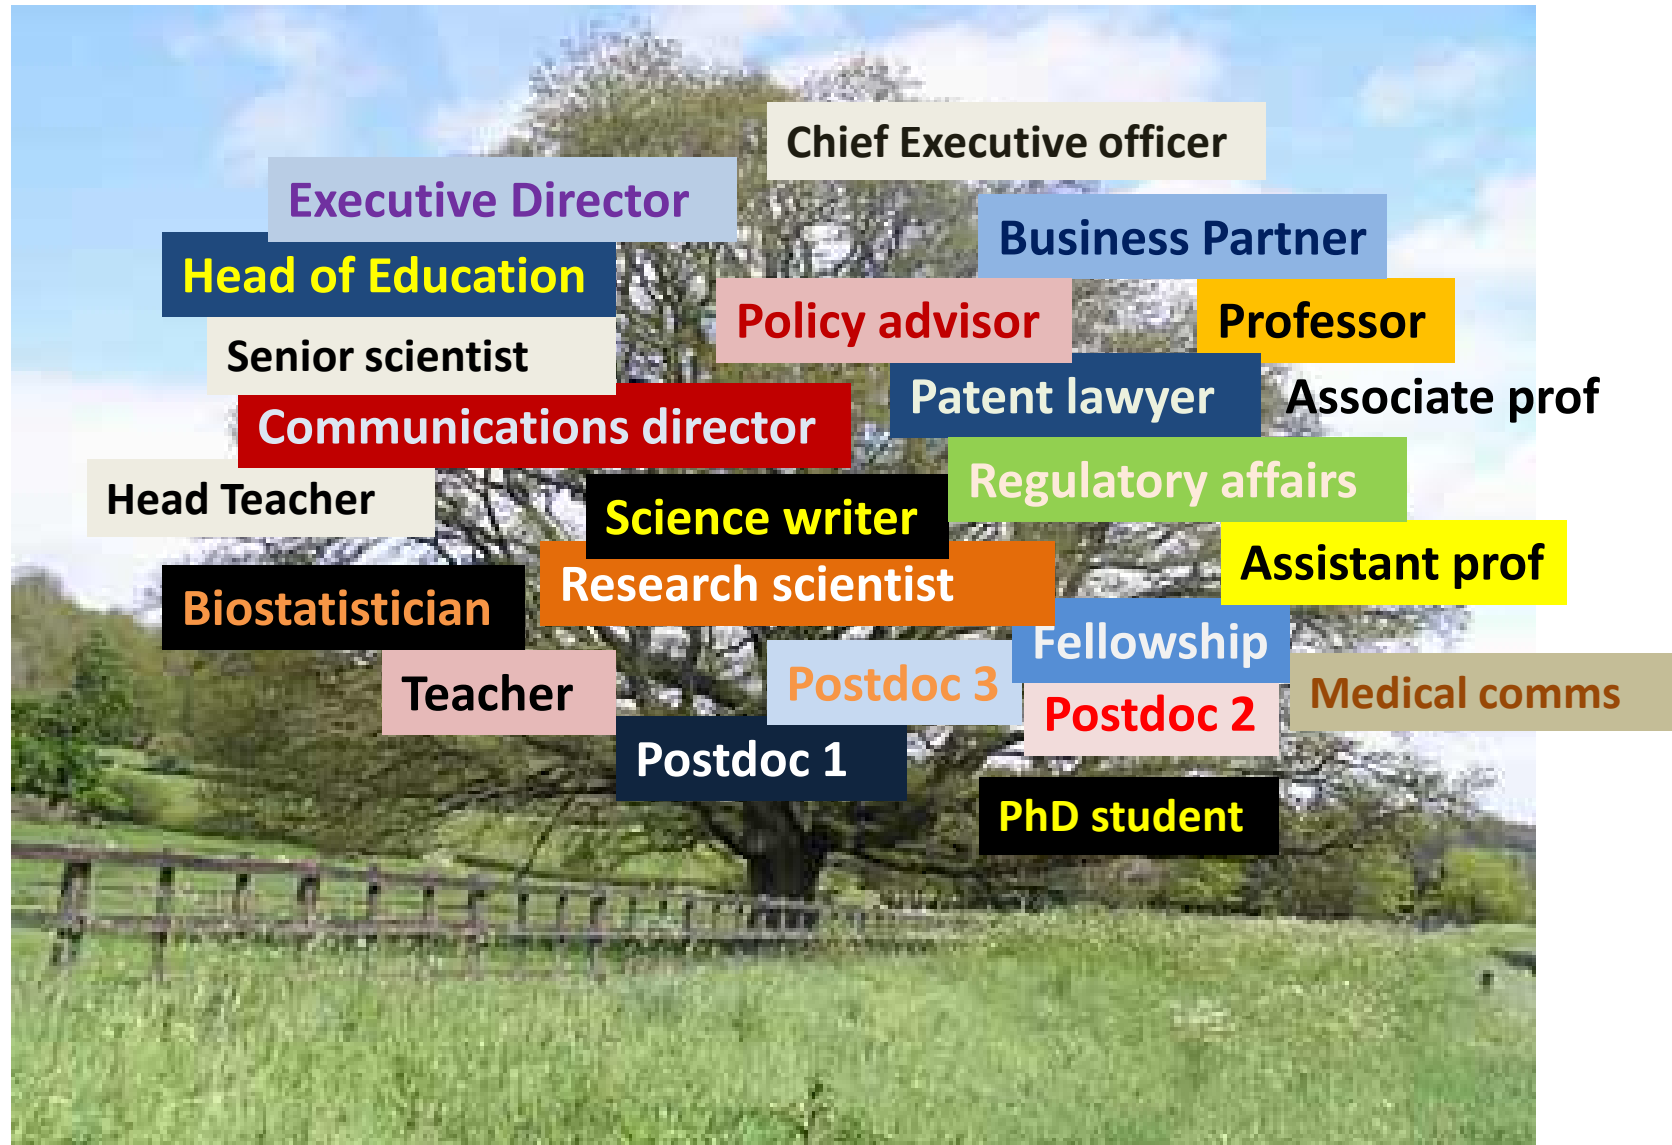 Chief Executive officer
Executive Director
Business Partner
Head of Education
Policy advisor
Professor
Senior scientist
Patent lawyer
Associate prof
Communications director
Regulatory affairs
Head Teacher
Science writer
Assistant prof
Research scientist
Biostatistician
Fellowship
Postdoc 3
Teacher
Medical comms
Postdoc 2
Postdoc 1
PhD student